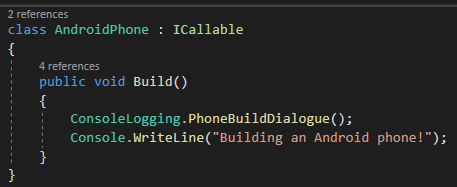 2 references
class AndroidPhone : ICallable
{
4 references
public void Build()
{
ConsoleLogging.PhoneBuildDialogue();
Console.WriteLine("Building an Android phone!");
}
}